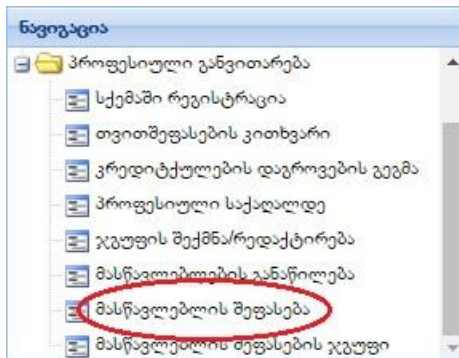 ნავიგაცია
პროფესიული განვითარება
სქემაში რეგისტრაცია
თვითშეფასების კითხვარი
კრედიტქულების დაგროვების გეგმა
პროფესიული საქაღალდე
ჯგუფის შექმნა/რედაქტირება
მასწავლებლების განაწილება
მასწავლებლის შეფასება
მასწავლებლის შეფასების ჯგუფი